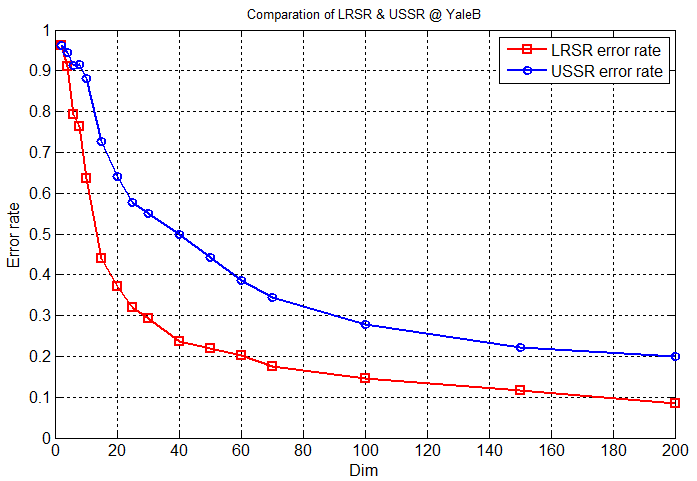 Comparation of LRSR & USSR @ YaleB
LRSR error rate
USSR error rate
Error rate
1
0.9
0.8
0.7
0.6
0.5
0.4
0.3
0.2
0.1
0
0 20 40 60 80 100 120 140 160 180 200
Dim